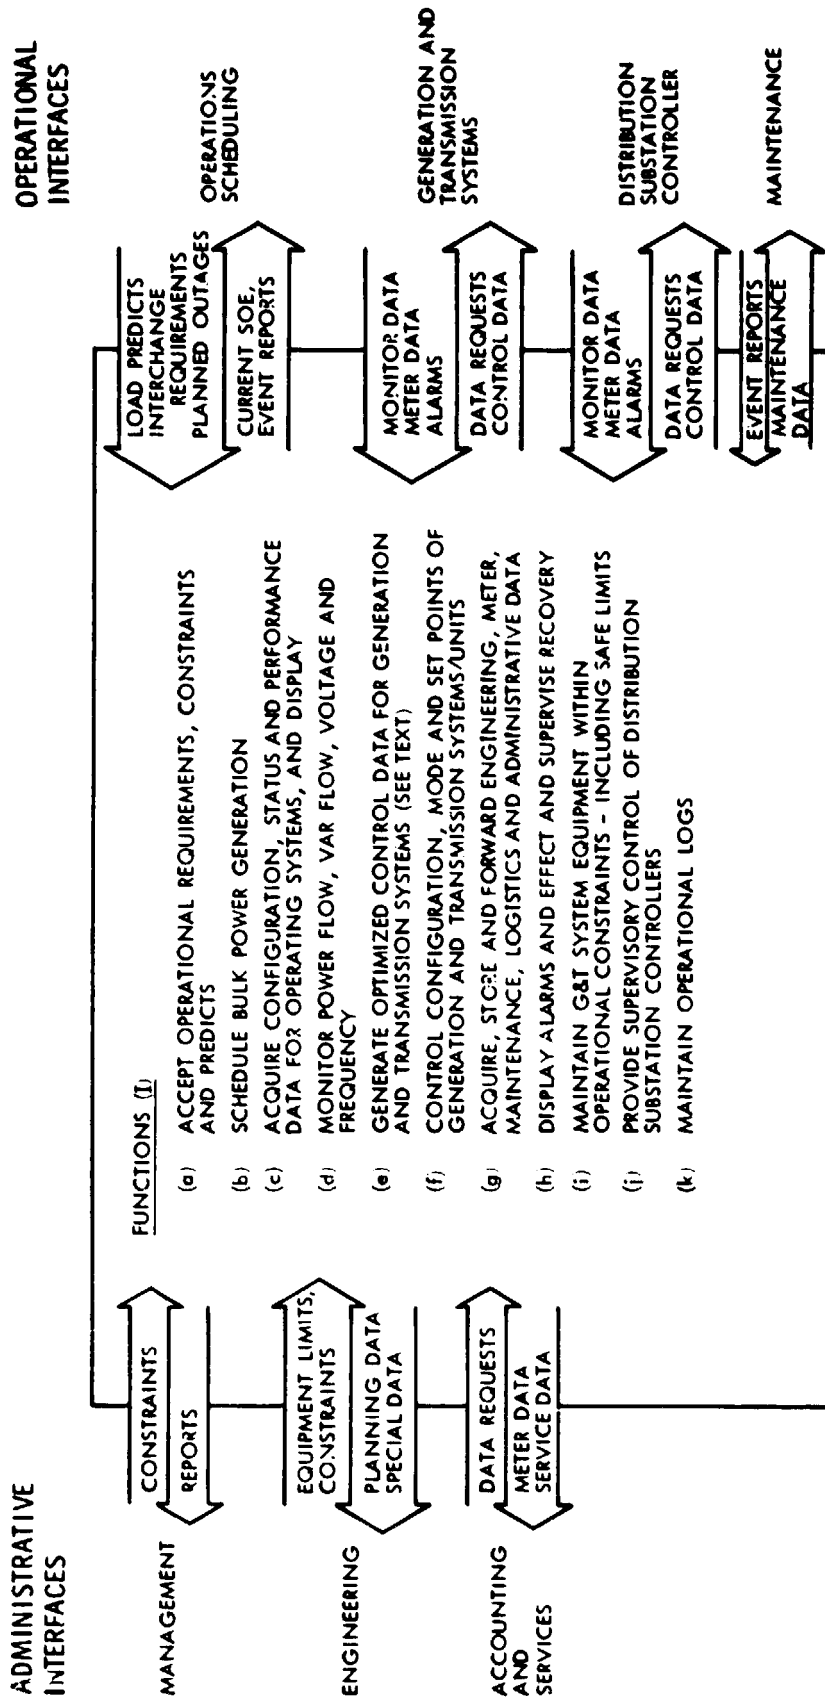 ADMINISTRATIVE
INTERFACES
MANAGEMENT
CONSTRAINTS
REPORTS
ENGINEERING
EQUIPMENT LIMITS,
CONSTRAINTS
PLANNING DATA
SPECIAL DATA
ACCOUNTING
AND
SERVICES
DATA REQUESTS
METER DATA
SERVICE DATA
FUNCTIONS (I)
(a) ACCEPT OPERATIONAL REQUIREMENTS, CONSTRAINTS
AND PREDICTS
(b) SCHEDULE BULK POWER GENERATION
(c) ACQUIRE CONFIGURATION, STATUS AND PERFORMANCE
DATA FOR OPERATING SYSTEMS, AND DISPLAY
(d) MONITOR POWER FLOW, VAR FLOW, VOLTAGE AND
FREQUENCY
(e) GENERATE OPTIMIZED CONTROL DATA FOR GENERATION
AND TRANSMISSION SYSTEMS (SEE TEXT)
(f) CONTROL CONFIGURATION, MODE AND SET POINTS OF
GENERATION AND TRANSMISSION SYSTEMS/UNITS
(g) ACQUIRE, STORE AND FORWARD ENGINEERING, METER,
MAINTENANCE, LOGISTICS AND ADMINISTRATIVE DATA
(h) DISPLAY ALARMS AND EFFECT AND SUPERVISE RECOVERY
(i) MAINTAIN G&T SYSTEM EQUIPMENT WITHIN
OPERATIONAL CONSTRAINTS - INCLUDING SAFE LIMITS
(j) PROVIDE SUPERVISORY CONTROL OF DISTRIBUTION
SUBSTATION CONTROLLERS
(k) MAINTAIN OPERATIONAL LOGS
OPERATIONAL
INTERFACES
LOAD PREDICTS
INTERCHANGE
REQUIREMENTS
PLANNED OUTAGES
CURRENT SOE,
EVENT REPORTS
OPERATIONS
SCHEDULING
MONITOR DATA
METER DATA
ALARMS
DATA REQUESTS
CONTROL DATA
GENERATION AND
TRANSMISSION
SYSTEMS
MONITOR DATA
METER DATA
ALARMS
DATA REQUESTS
CONTROL DATA
DISTRIBUTION
SUBSTATION
CONTROLLER
EVENT REPORTS
MAINTENANCE
DATA
MAINTENANCE